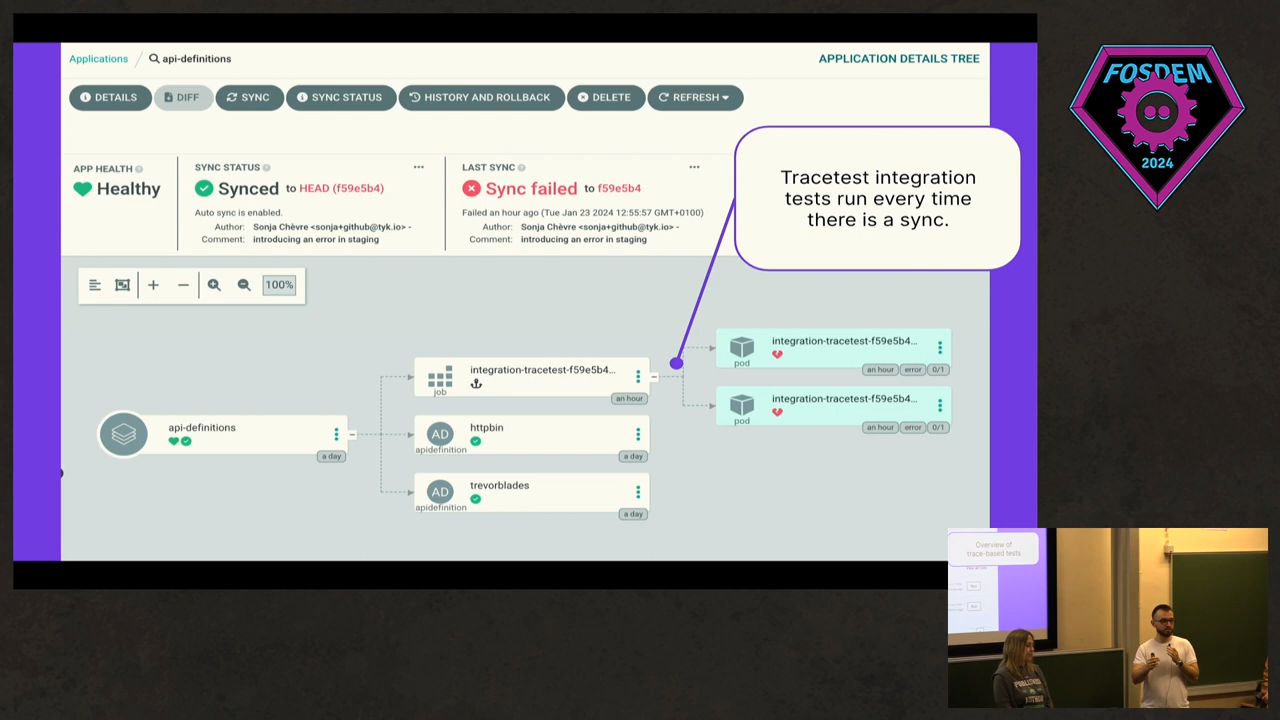 Applications / api-definitions
APPLICATION DETAILS TREE
DETAILS
DIFF
SYNC
SYNC STATUS
HISTORY AND ROLLBACK
DELETE
REFRESH
APP HEALTH
Healthy
SYNC STATUS
Synced to HEAD (f59e5b4)
Auto sync is enabled.
Author: Sonja Chèvre <sonja+github@tyk.io> -
Comment: introducing an error in staging
LAST SYNC
Sync failed to f59e5b4
Failed an hour ago (Tue Jan 23 2024 12:55:57 GMT+0100)
Author: Sonja Chèvre <sonja+github@tyk.io> -
Comment: introducing an error in staging
Tracetest integration
tests run every time
there is a sync.
100%
api-definitions
a day
integration-tracetest-f59e5b4...
job
an hour
AD
httpbin
apidefinition
a day
AD
trevorblades
apidefinition
a day
integration-tracetest-f59e5b4...
pod
an hour
error
0/1
integration-tracetest-f59e5b4...
pod
an hour
error
0/1
FOSDEM
2024
Overview of
trace-based tests